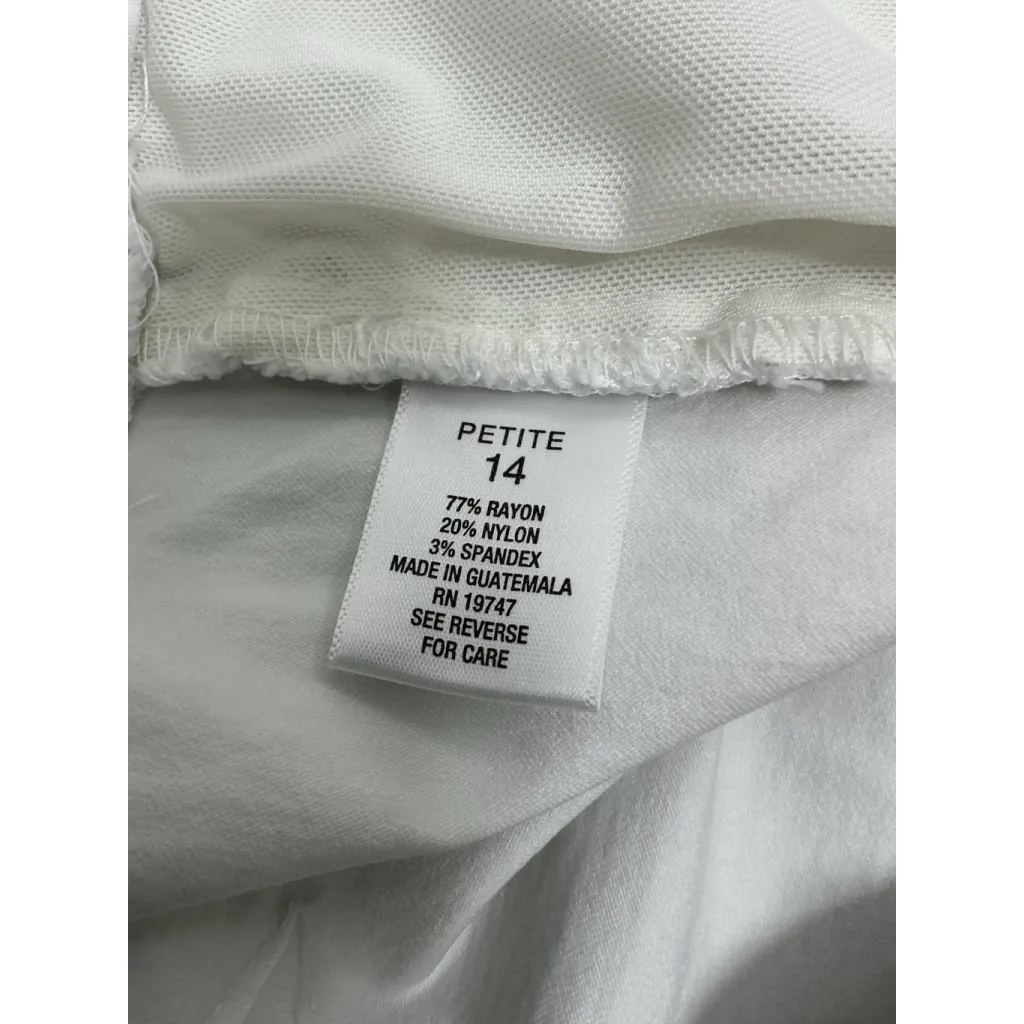 PETITE
14
77% RAYON
20% NYLON
3% SPANDEX
MADE IN GUATEMALA
RN 19747
SEE REVERSE
FOR CARE